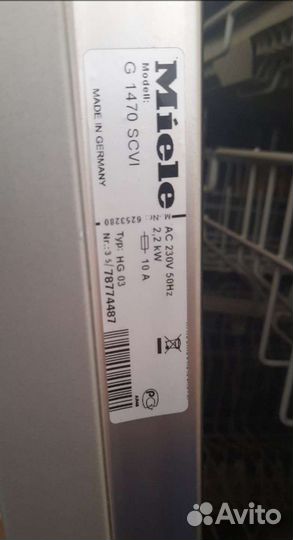 Miele
Modell:
G 1470 SCVI
MADE IN GERMANY
M.-Nr.: 6253280
AC 230V 50Hz
2,2 kW
10 A
Typ: HG 03
Nr.: 35/78774487
Avito